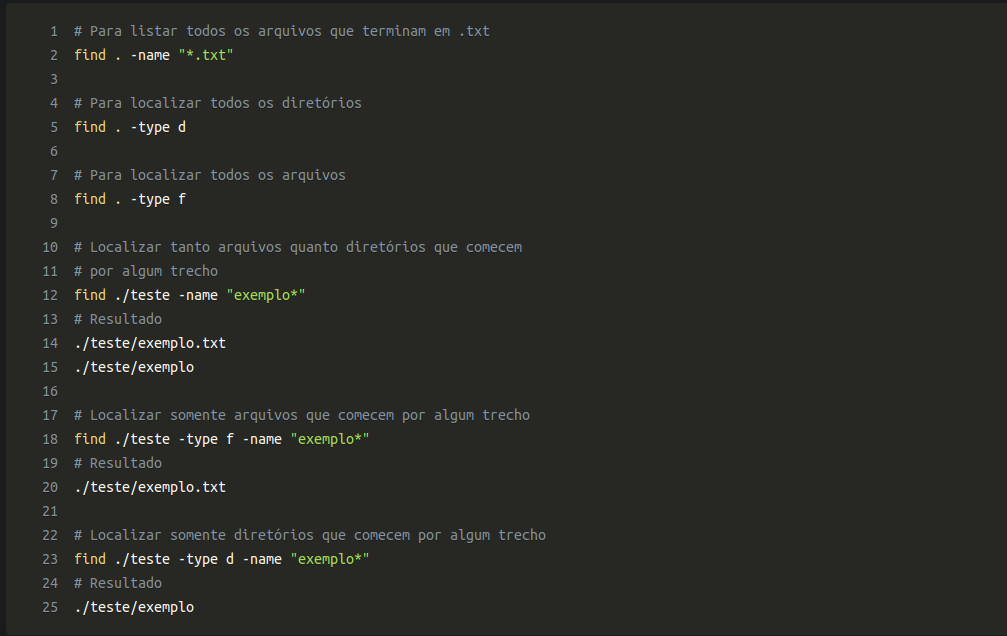 1 # Para listar todos os arquivos que terminam em .txt
2 find . -name "*.txt"
3
4 # Para localizar todos os diretórios
5 find . -type d
6
7 # Para localizar todos os arquivos
8 find . -type f
9
10 # Localizar tanto arquivos quanto diretórios que comecem
11 # por algum trecho
12 find ./teste -name "exemplo*"
13 # Resultado
14 ./teste/exemplo.txt
15 ./teste/exemplo
16
17 # Localizar somente arquivos que comecem por algum trecho
18 find ./teste -type f -name "exemplo*"
19 # Resultado
20 ./teste/exemplo.txt
21
22 # Localizar somente diretórios que comecem por algum trecho
23 find ./teste -type d -name "exemplo*"
24 # Resultado
25 ./teste/exemplo